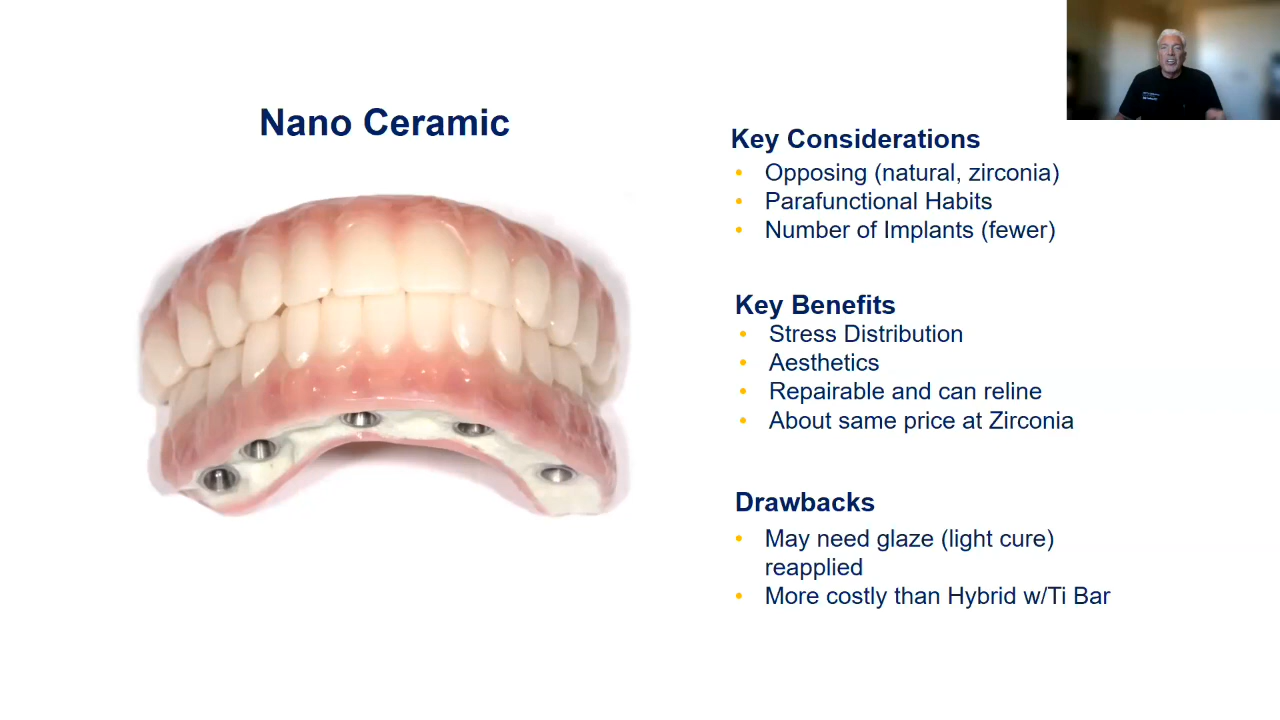 Nano Ceramic
Key Considerations
• Opposing (natural, zirconia)
• Parafunctional Habits
• Number of Implants (fewer)
Key Benefits
• Stress Distribution
• Aesthetics
• Repairable and can reline
• About same price at Zirconia
Drawbacks
• May need glaze (light cure)
reapplied
• More costly than Hybrid w/Ti Bar